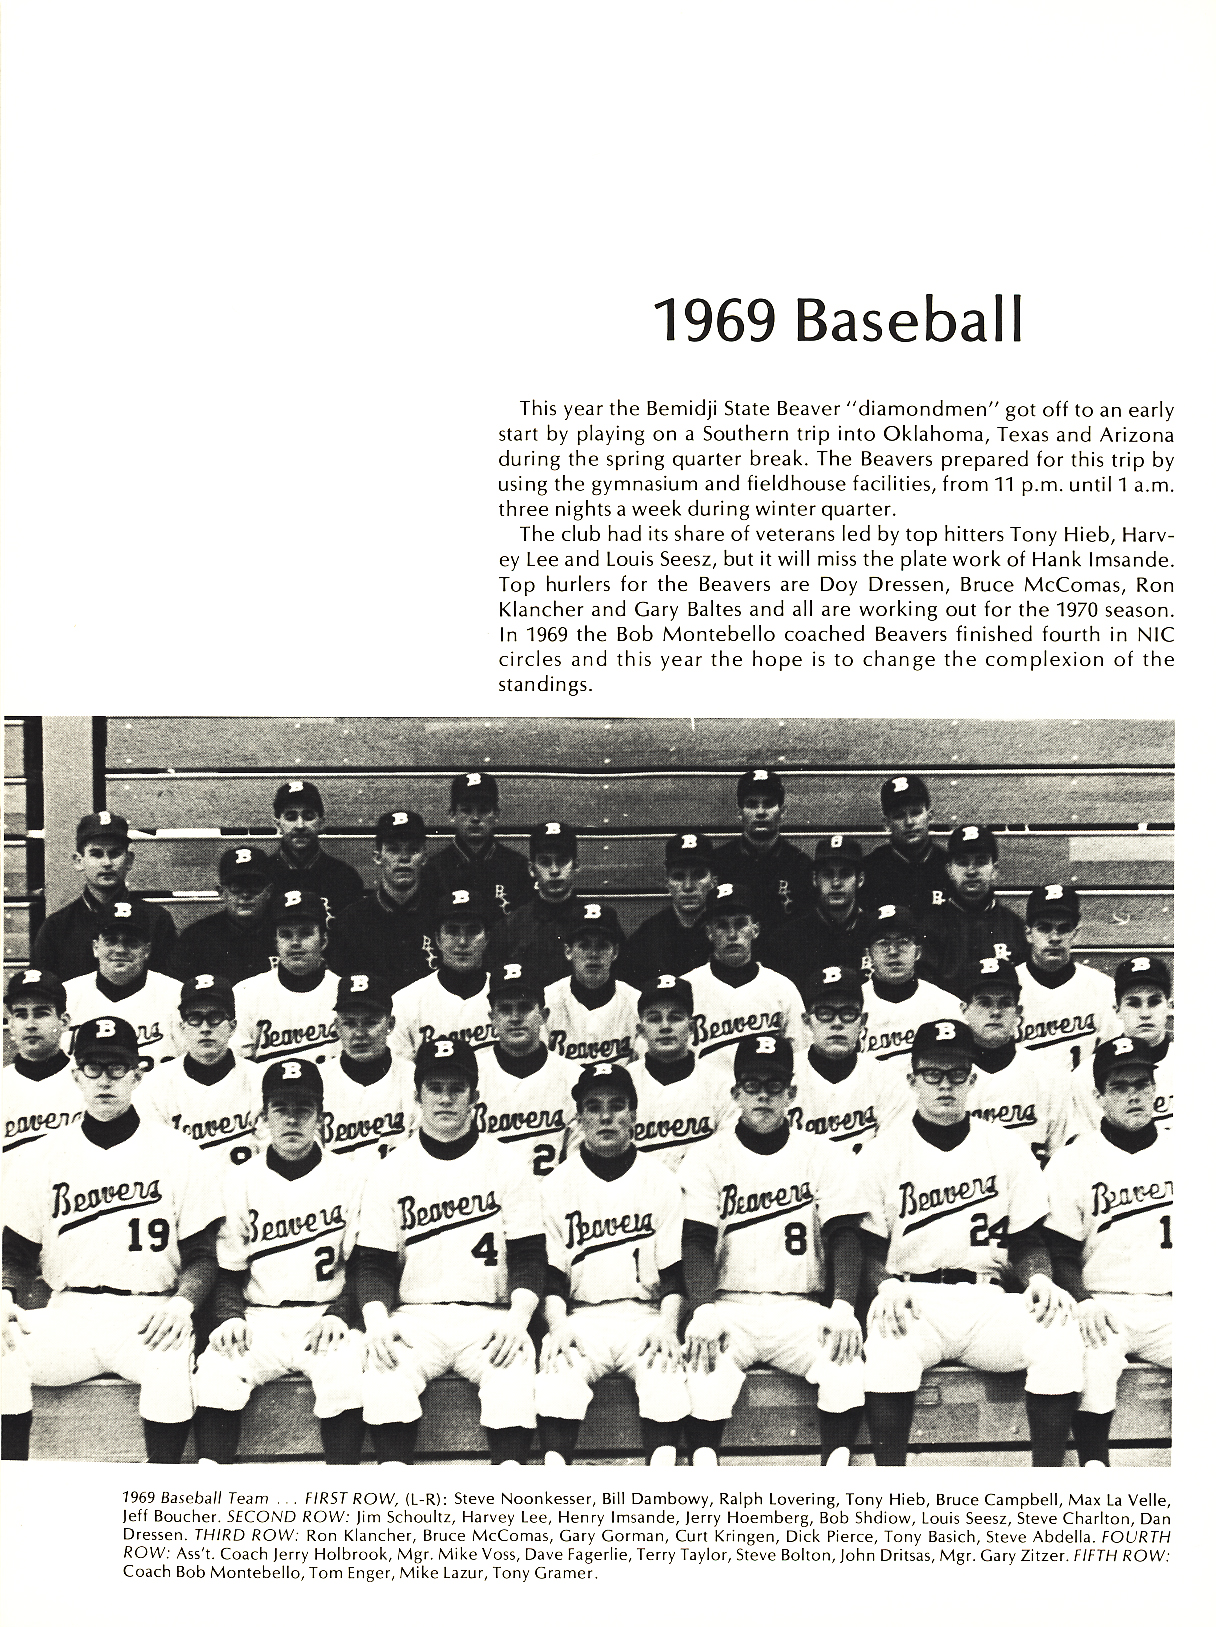 1969 Baseball
This year the Bemidji State Beaver "diamondmen" got off to an early
start by playing on a Southern trip into Oklahoma, Texas and Arizona
during the spring quarter break. The Beavers prepared for this trip by
using the gymnasium and fieldhouse facilities, from 11 p.m. until 1 a.m.
three nights a week during winter quarter.
The club had its share of veterans led by top hitters Tony Hieb, Harv-
ey Lee and Louis Seesz, but it will miss the plate work of Hank Imsande.
Top hurlers for the Beavers are Doy Dressen, Bruce McComas, Ron
Klancher and Gary Baltes and all are working out for the 1970 season.
In 1969 the Bob Montebello coached Beavers finished fourth in NIC
circles and this year the hope is to change the complexion of the
standings.
B B B B
B B B B B B B
B B B B B B B
B B B B B B B B
Beavers Beavers Beavers Beavers Beavers
B B B B B B B
Beavers Beavers Beavers Beavers
2
Beavers Beavers Beavers Beavers Beavers Beavers
19 2 4 1 8 24 1
1969 Baseball Team . . . FIRST ROW, (L-R): Steve Noonkesser, Bill Dambowy, Ralph Lovering, Tony Hieb, Bruce Campbell, Max La Velle,
Jeff Boucher. SECOND ROW: Jim Schoultz, Harvey Lee, Henry Imsande, Jerry Hoemberg, Bob Shdiow, Louis Seesz, Steve Charlton, Dan
Dressen. THIRD ROW: Ron Klancher, Bruce McComas, Gary Gorman, Curt Kringen, Dick Pierce, Tony Basich, Steve Abdella. FOURTH
ROW: Ass't. Coach Jerry Holbrook, Mgr. Mike Voss, Dave Fagerlie, Terry Taylor, Steve Bolton, John Dritsas, Mgr. Gary Zitzer. FIFTH ROW:
Coach Bob Montebello, Tom Enger, Mike Lazur, Tony Gramer.